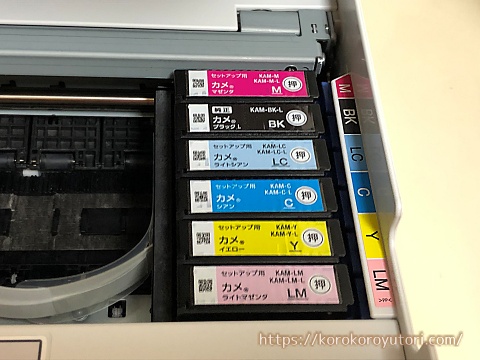 セットアップ用 KAM-M
カメ® KAM-M-L
マゼンタ M
押
純正 KAM-BK-L
カメ®
ブラックL BK
押
セットアップ用 KAM-LC
カメ® KAM-LC-L
ライトシアン LC
押
セットアップ用 KAM-C
カメ® KAM-C-L
シアン C
押
セットアップ用 KAM-Y
カメ® KAM-Y-L
イエロー Y
押
セットアップ用 KAM-LM
カメ® KAM-LM-L
ライトマゼンタ LM
押
M
BK
LC
C
Y
LM
https://korokoroyutori.com/